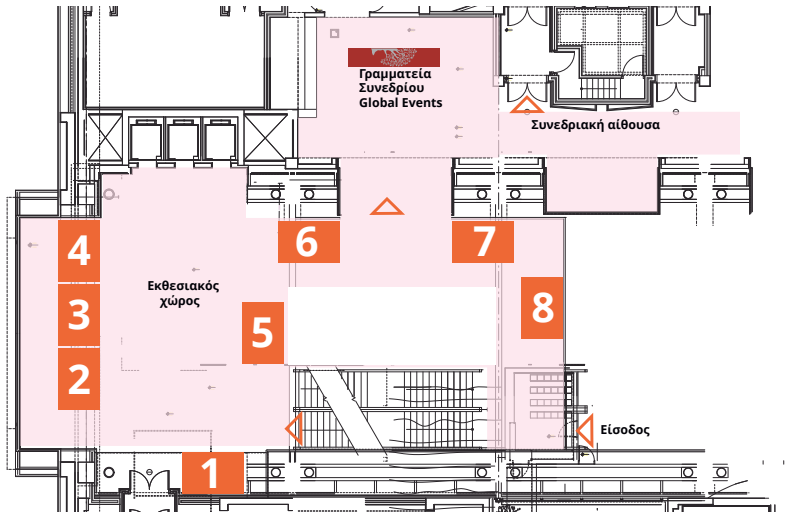 Γραμματεία
Συνεδρίου
Global Events
Συνεδριακή αίθουσα
4
6
7
Εκθεσιακός
χώρος
3
8
5
2
Είσοδος
1